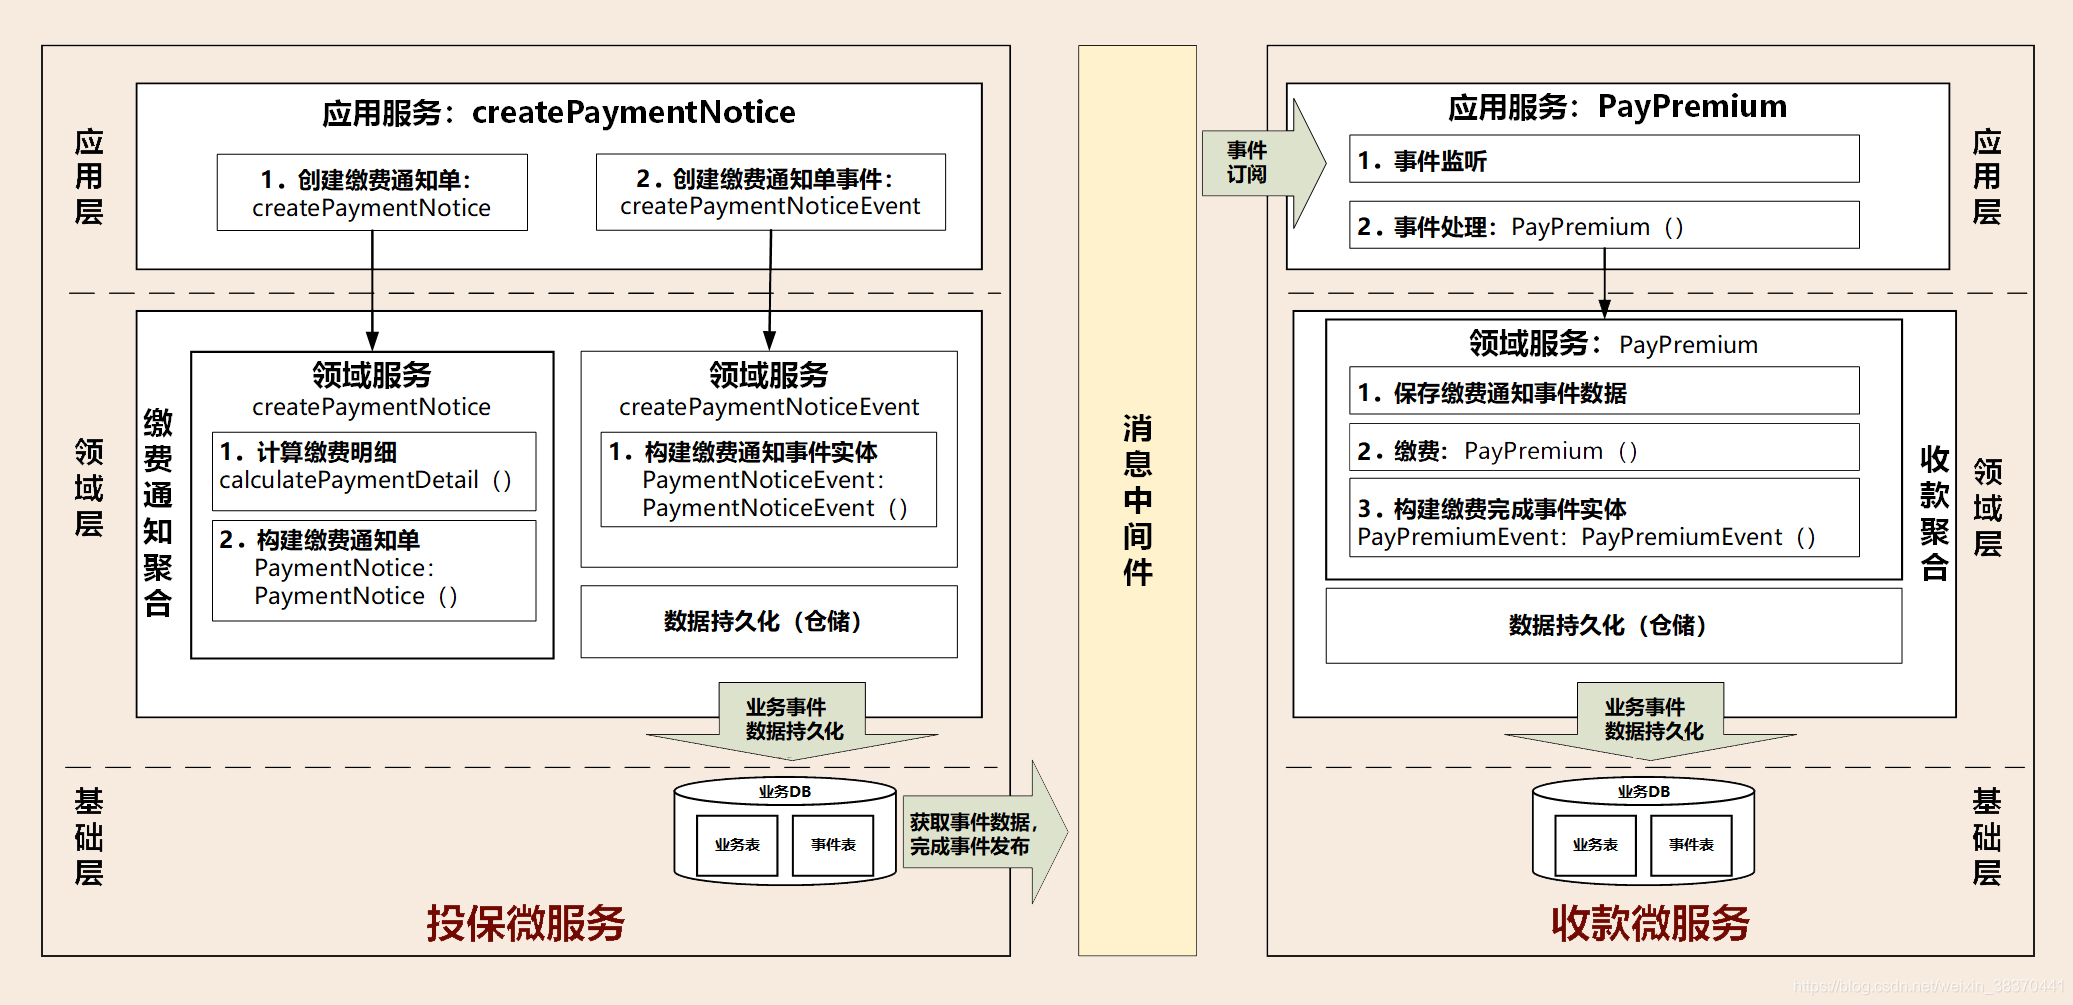 应用层
应用服务：createPaymentNotice
1. 创建缴费通知单：
createPaymentNotice
2. 创建缴费通知单事件：
createPaymentNoticeEvent
领域层
缴费通知聚合
领域服务
createPaymentNotice
1. 计算缴费明细
calculatePaymentDetail（）
2. 构建缴费通知单
PaymentNotice：
PaymentNotice（）
领域服务
createPaymentNoticeEvent
1. 构建缴费通知事件实体
PaymentNoticeEvent：
PaymentNoticeEvent（）
数据持久化（仓储）
业务事件
数据持久化
基础层
业务DB
业务表
事件表
获取事件数据，
完成事件发布
投保微服务
消息中间件
事件
订阅
应用服务：PayPremium
1. 事件监听
2. 事件处理：PayPremium（）
应用层
领域服务：PayPremium
1. 保存缴费通知事件数据
2. 缴费：PayPremium（）
3. 构建缴费完成事件实体
PayPremiumEvent：PayPremiumEvent（）
数据持久化（仓储）
收款聚合
领域层
业务事件
数据持久化
业务DB
业务表
事件表
基础层
收款微服务
https://blog.csdn.net/weixin_38370441